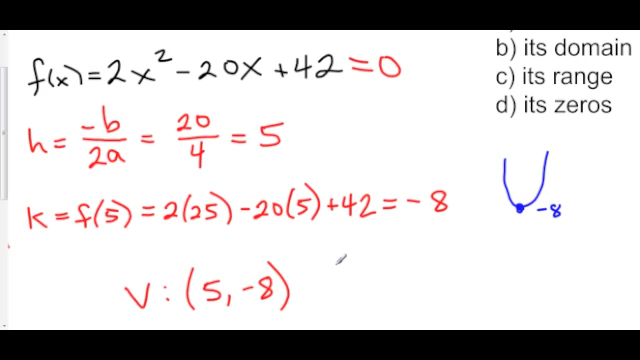 f(x) = 2x² - 20x + 42 = 0
h = -b/2a = 20/4 = 5
k = f(5) = 2(25) - 20(5) + 42 = -8
V : (5, -8)
b) its domain
c) its range
d) its zeros
-8